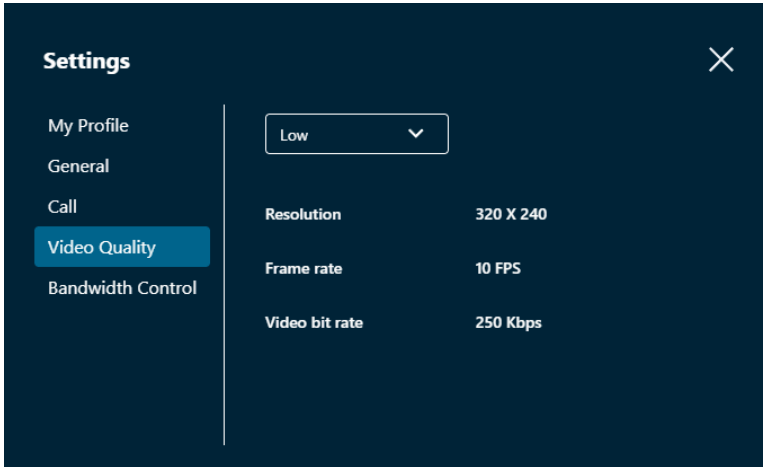 Settings
My Profile
General
Call
Video Quality
Bandwidth Control
Low
Resolution 320 X 240
Frame rate 10 FPS
Video bit rate 250 Kbps